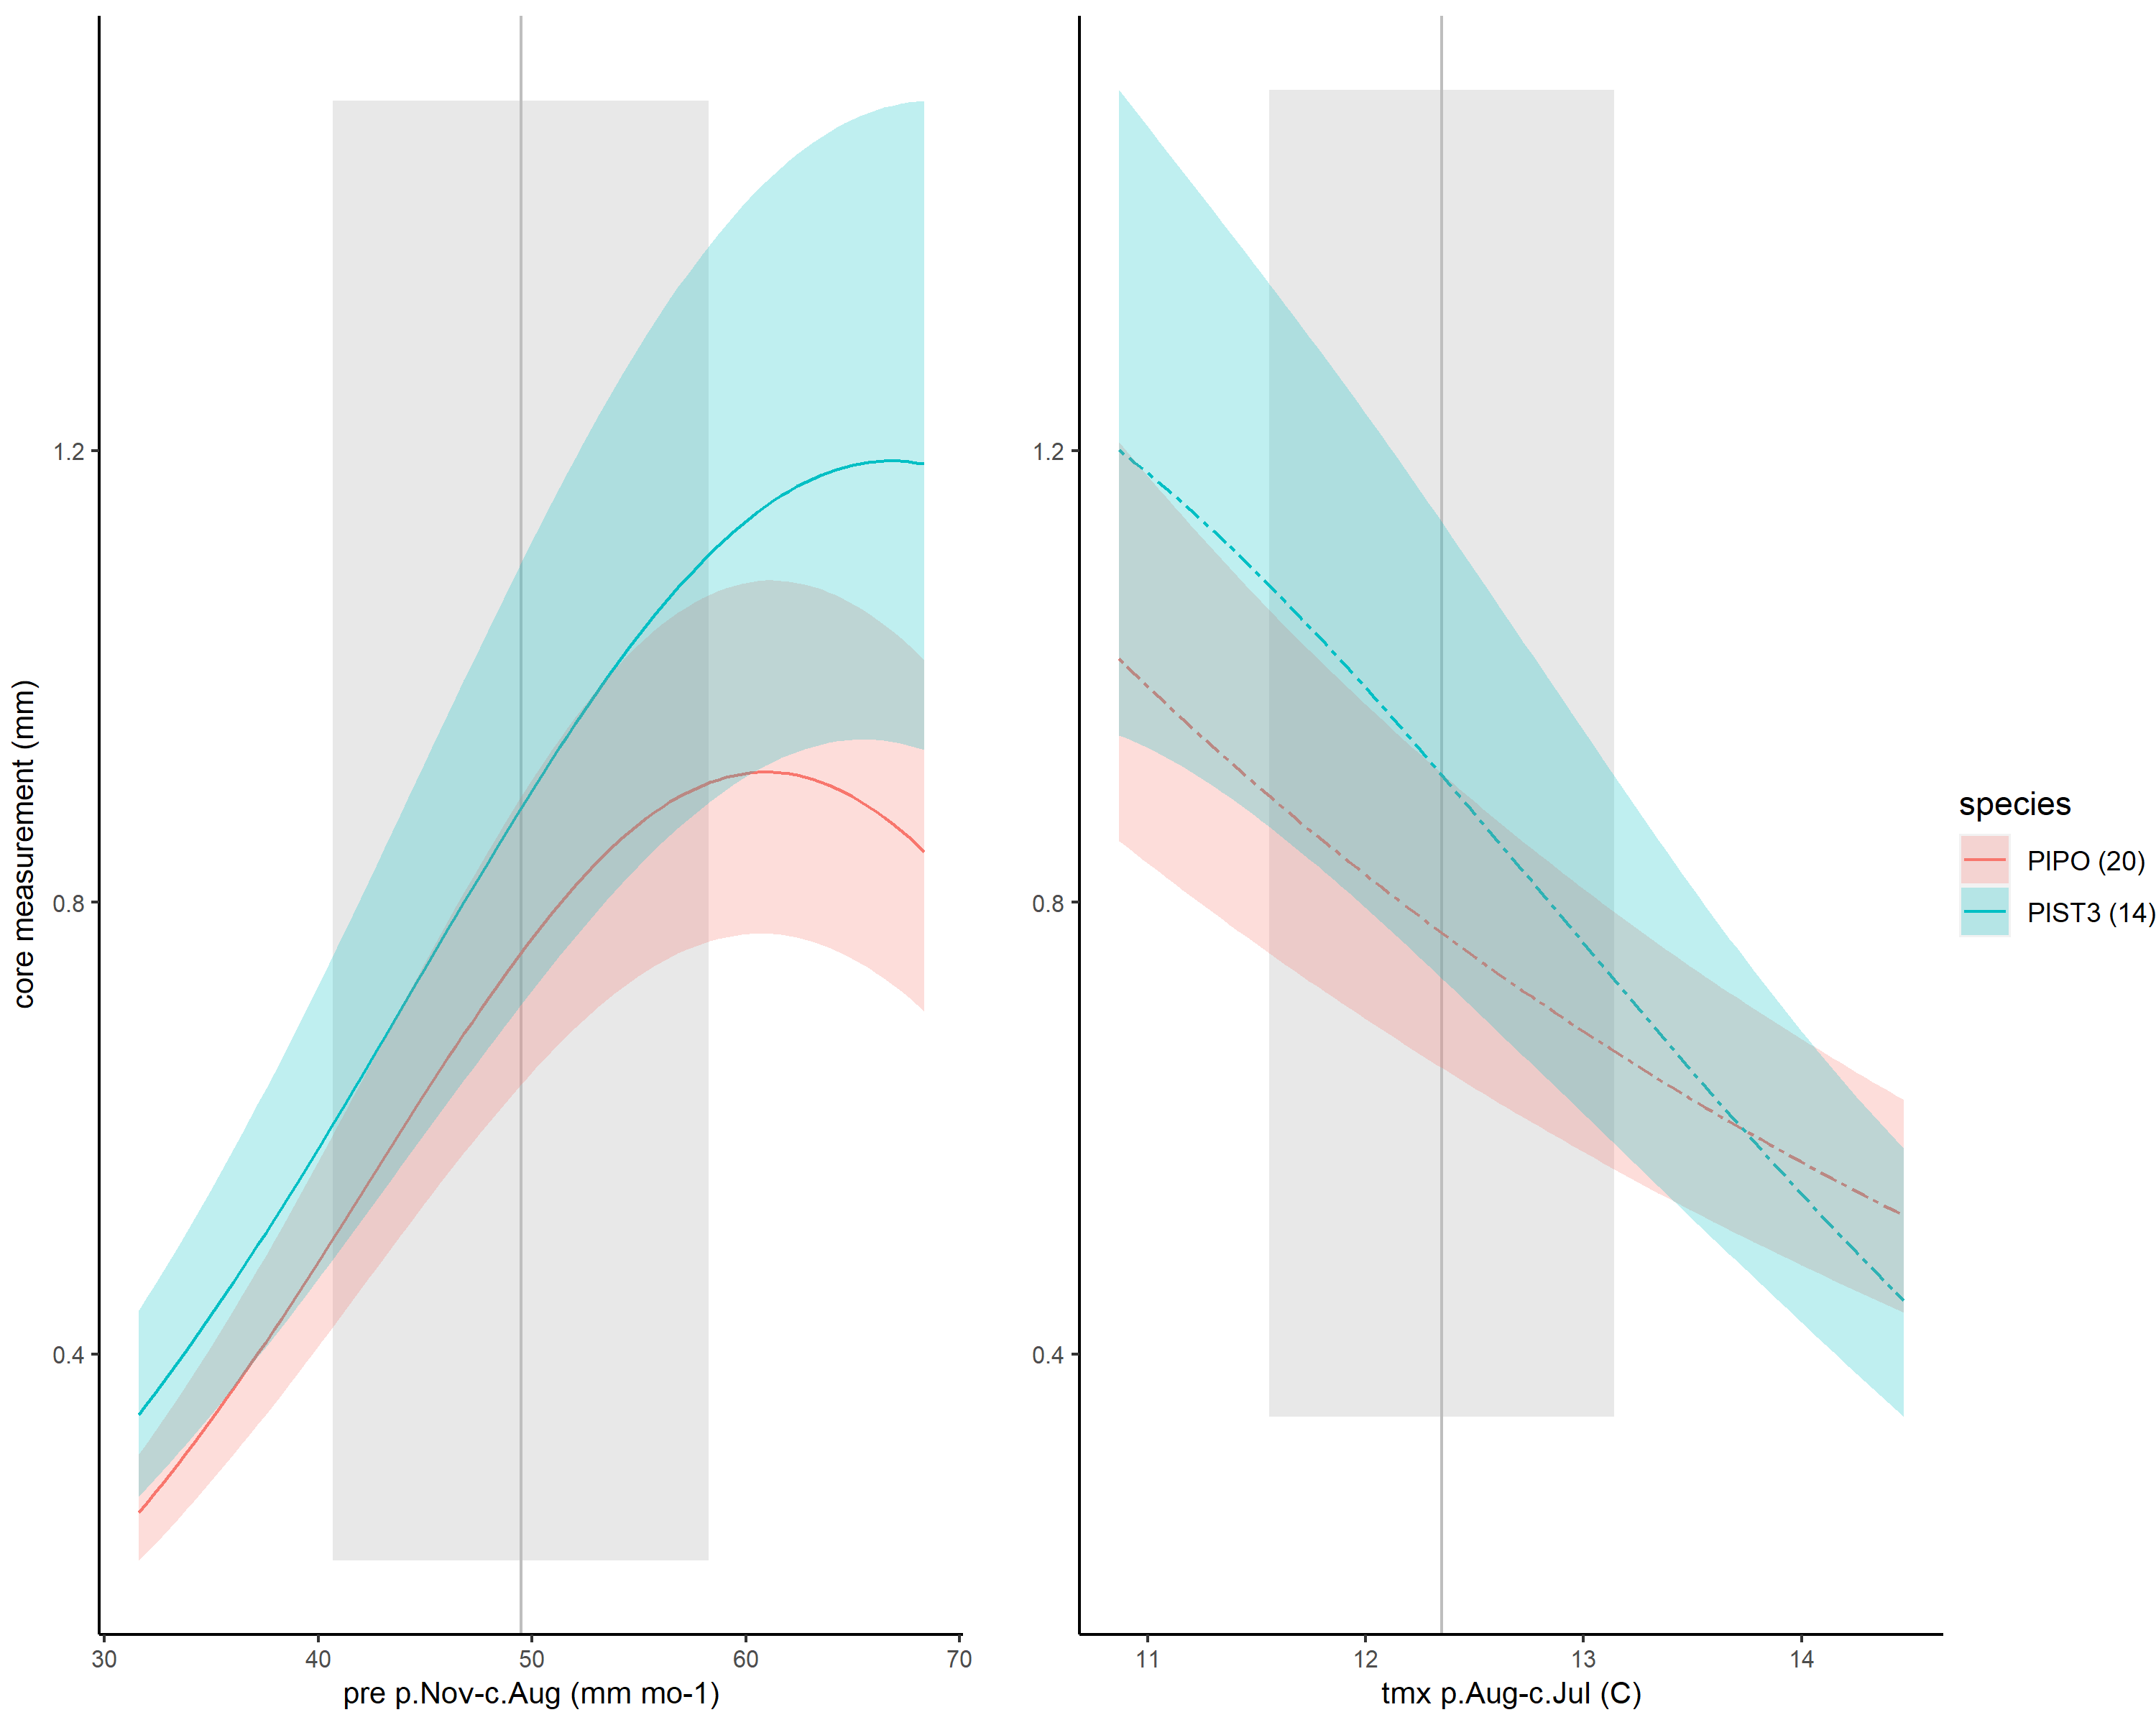 core measurement (mm)
1.2
0.8
0.4
30 40 50 60 70
pre p.Nov-c.Aug (mm mo-1)
1.2
0.8
0.4
11 12 13 14
tmx p.Aug-c.Jul (C)
species
PIPO (20)
PIST3 (14)